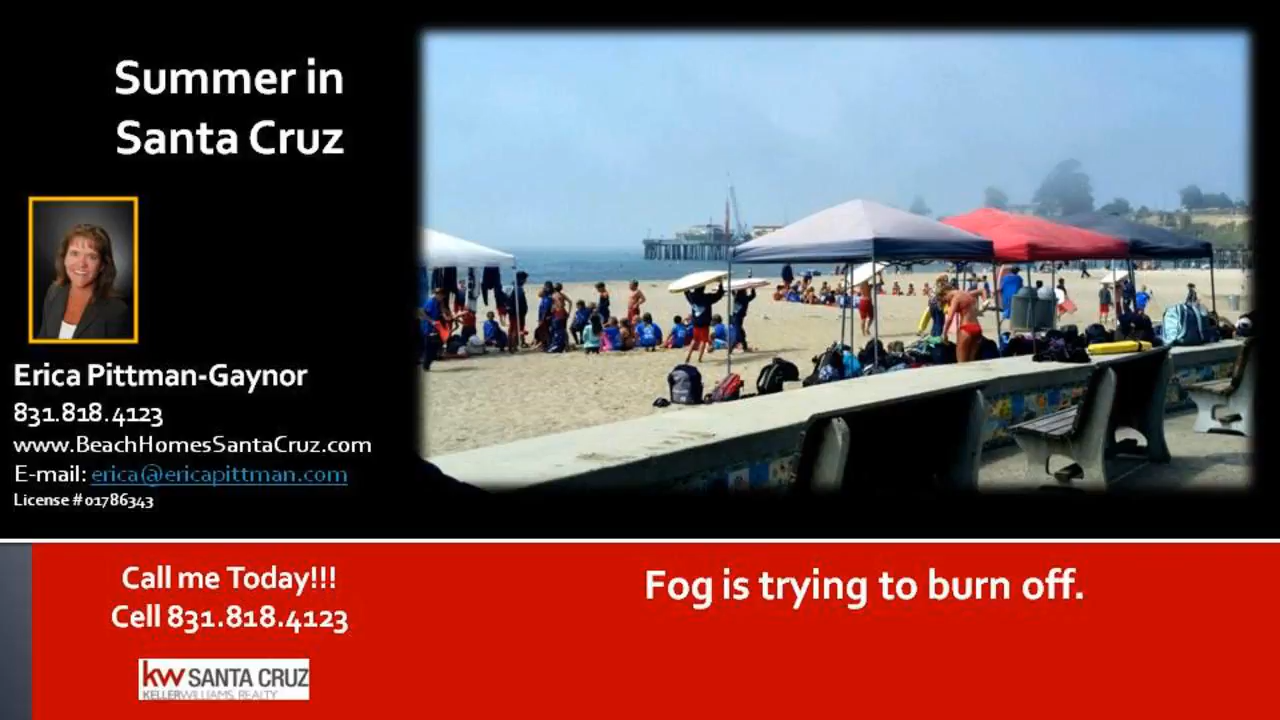 Summer in
Santa Cruz
Erica Pittman-Gaynor
831.818.4123
www.BeachHomesSantaCruz.com
E-mail: erica@ericapittman.com
License #01786343
Call me Today!!!
Cell 831.818.4123
kw SANTA CRUZ
KELLERWILLIAMS. REALTY
Fog is trying to burn off.